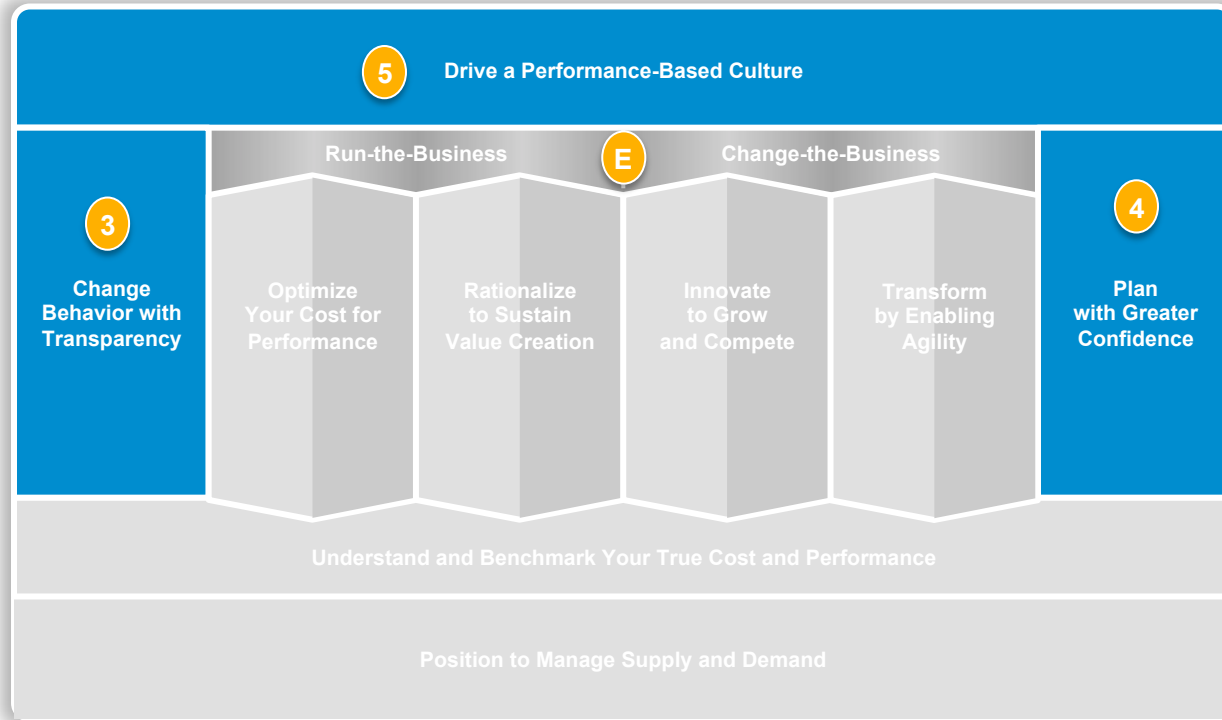 5
Drive a Performance-Based Culture
Run-the-Business
E
Change-the-Business
3
Change
Behavior with
Transparency
Optimize
Your Cost for
Performance
Rationalize
to Sustain
Value Creation
Innovate
to Grow
and Compete
Transform
by Enabling
Agility
4
Plan
with Greater
Confidence
Understand and Benchmark Your True Cost and Performance
Position to Manage Supply and Demand